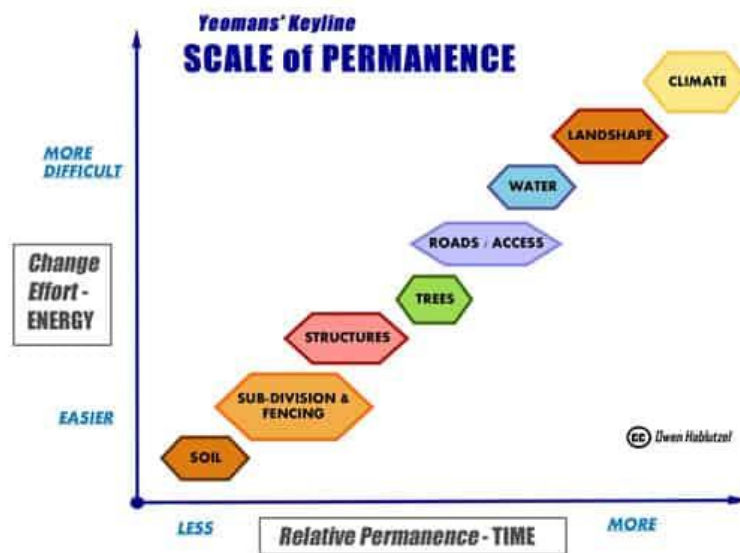 Yeomans' Keyline
SCALE of PERMANENCE
CLIMATE
LANDSHAPE
MORE
DIFFICULT
WATER
ROADS / ACCESS
Change
Effort -
ENERGY
TREES
STRUCTURES
SUB-DIVISION &
FENCING
EASIER
cc Owen Hablutzel
SOIL
LESS
Relative Permanence - TIME
MORE